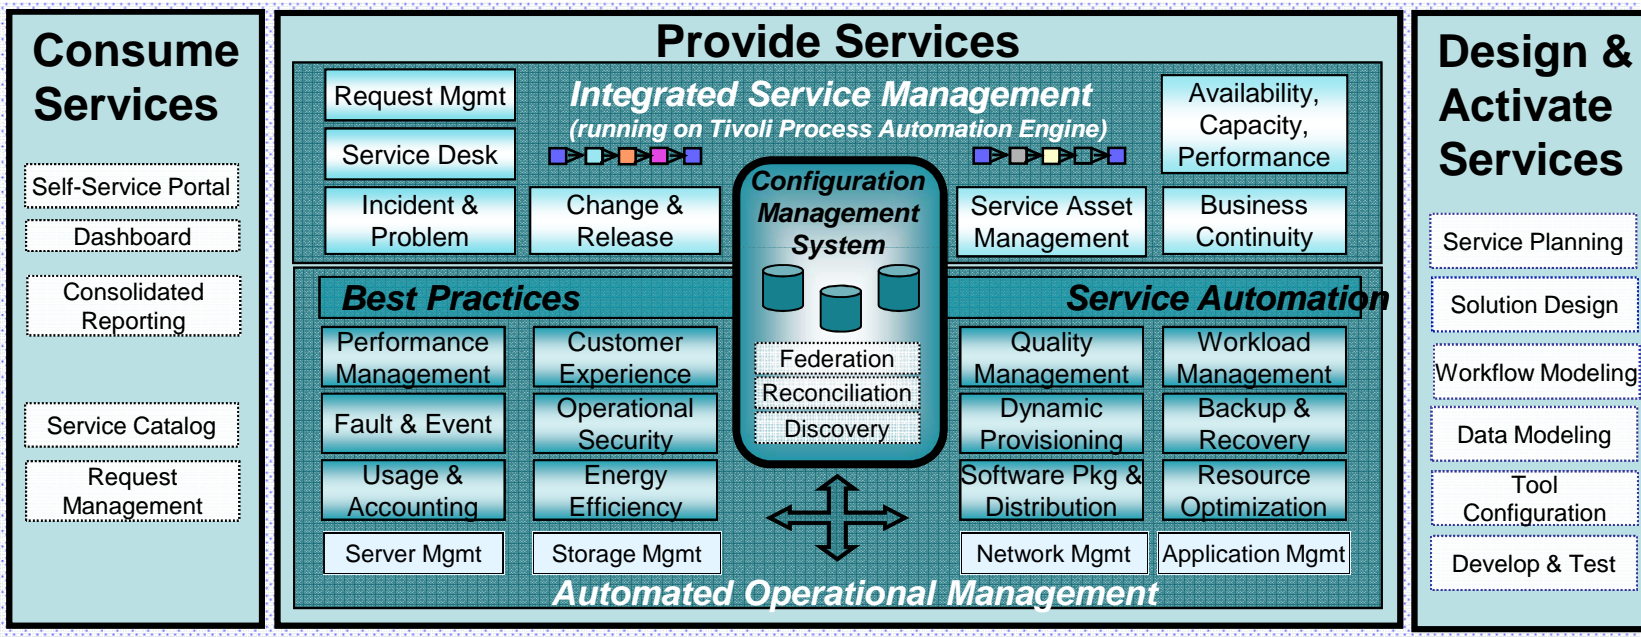 Consume
Services
Self-Service Portal
Dashboard
Consolidated
Reporting
Service Catalog
Request
Management
Provide Services
Integrated Service Management
(running on Tivoli Process Automation Engine)
Request Mgmt
Service Desk
Incident &
Problem
Change &
Release
Configuration
Management
System
Federation
Reconciliation
Discovery
Service Asset
Management
Availability,
Capacity,
Performance
Business
Continuity
Best Practices
Service Automation
Performance
Management
Customer
Experience
Quality
Management
Workload
Management
Fault & Event
Operational
Security
Dynamic
Provisioning
Backup &
Recovery
Usage &
Accounting
Energy
Efficiency
Software Pkg &
Distribution
Resource
Optimization
Server Mgmt
Storage Mgmt
Network Mgmt
Application Mgmt
Automated Operational Management
Design &
Activate
Services
Service Planning
Solution Design
Workflow Modeling
Data Modeling
Tool
Configuration
Develop & Test